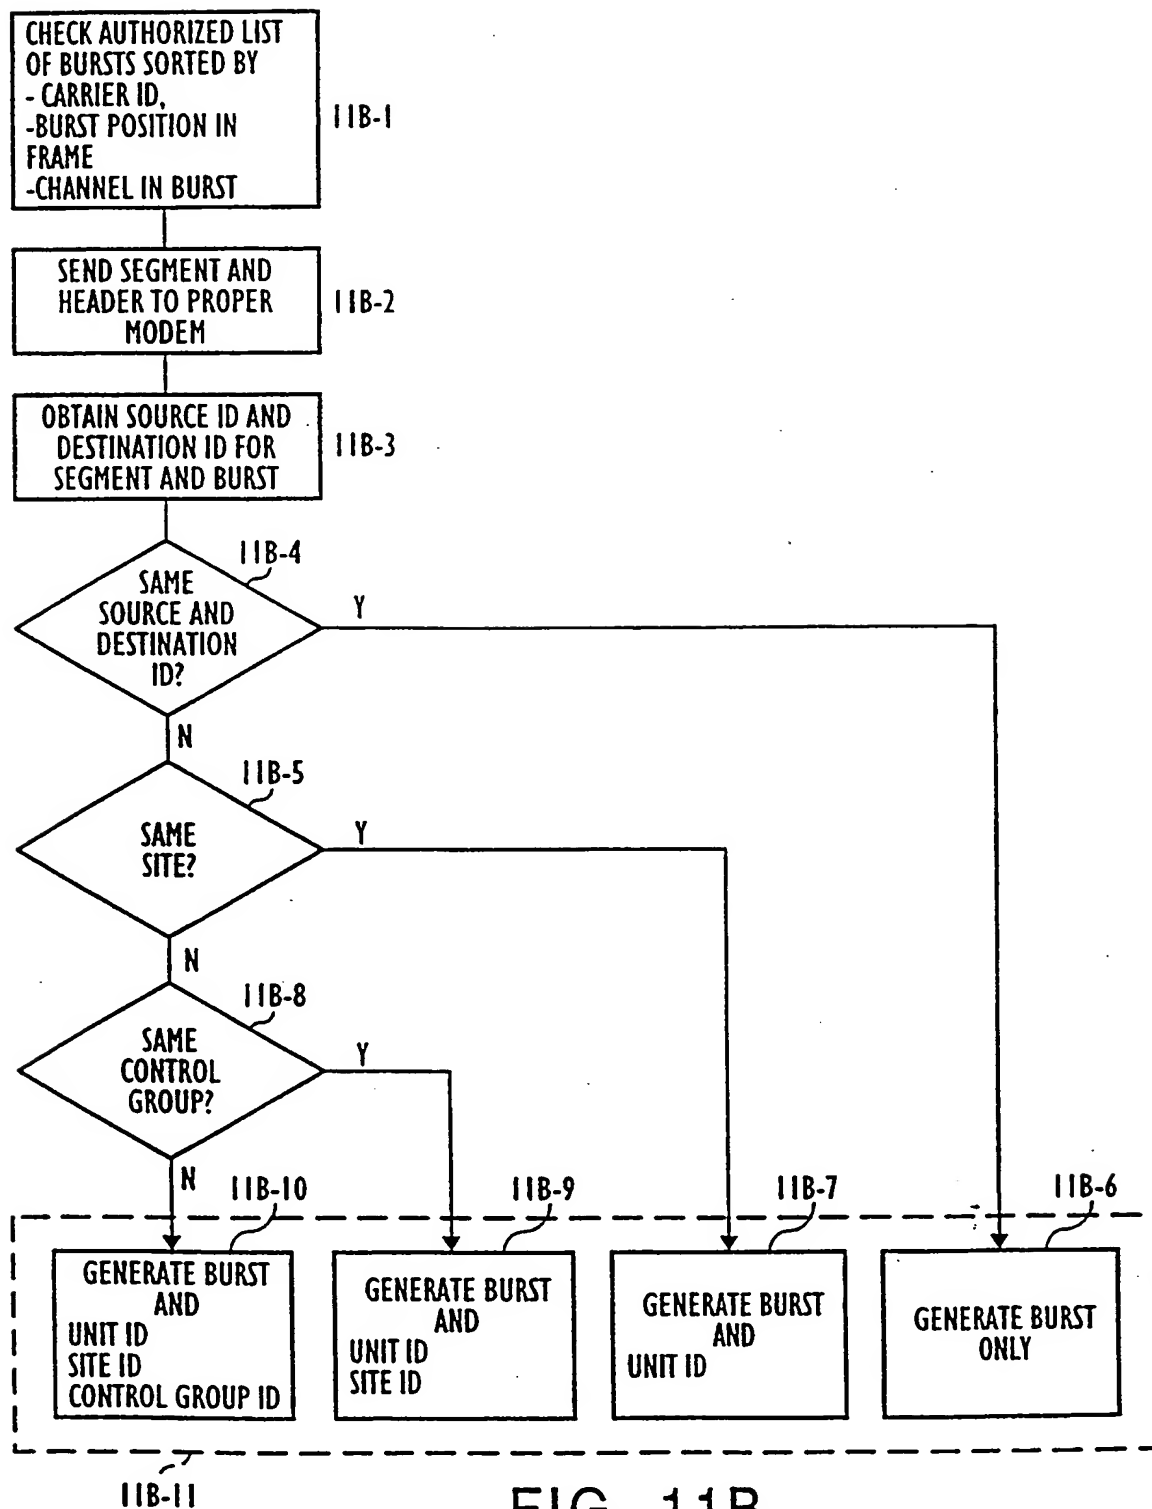 CHECK AUTHORIZED LIST
OF BURSTS SORTED BY
- CARRIER ID,
-BURST POSITION IN
FRAME
-CHANNEL IN BURST
11B-1
SEND SEGMENT AND
HEADER TO PROPER
MODEM
11B-2
OBTAIN SOURCE ID AND
DESTINATION ID FOR
SEGMENT AND BURST
11B-3
11B-4
SAME
SOURCE AND
DESTINATION
ID?
Y
N
11B-5
SAME
SITE?
Y
N
11B-8
SAME
CONTROL
GROUP?
Y
N
11B-10
11B-9
11B-7
11B-6
GENERATE BURST
AND
UNIT ID
SITE ID
CONTROL GROUP ID
GENERATE BURST
AND
UNIT ID
SITE ID
GENERATE BURST
AND
UNIT ID
GENERATE BURST
ONLY
11B-11
FIG. 11B